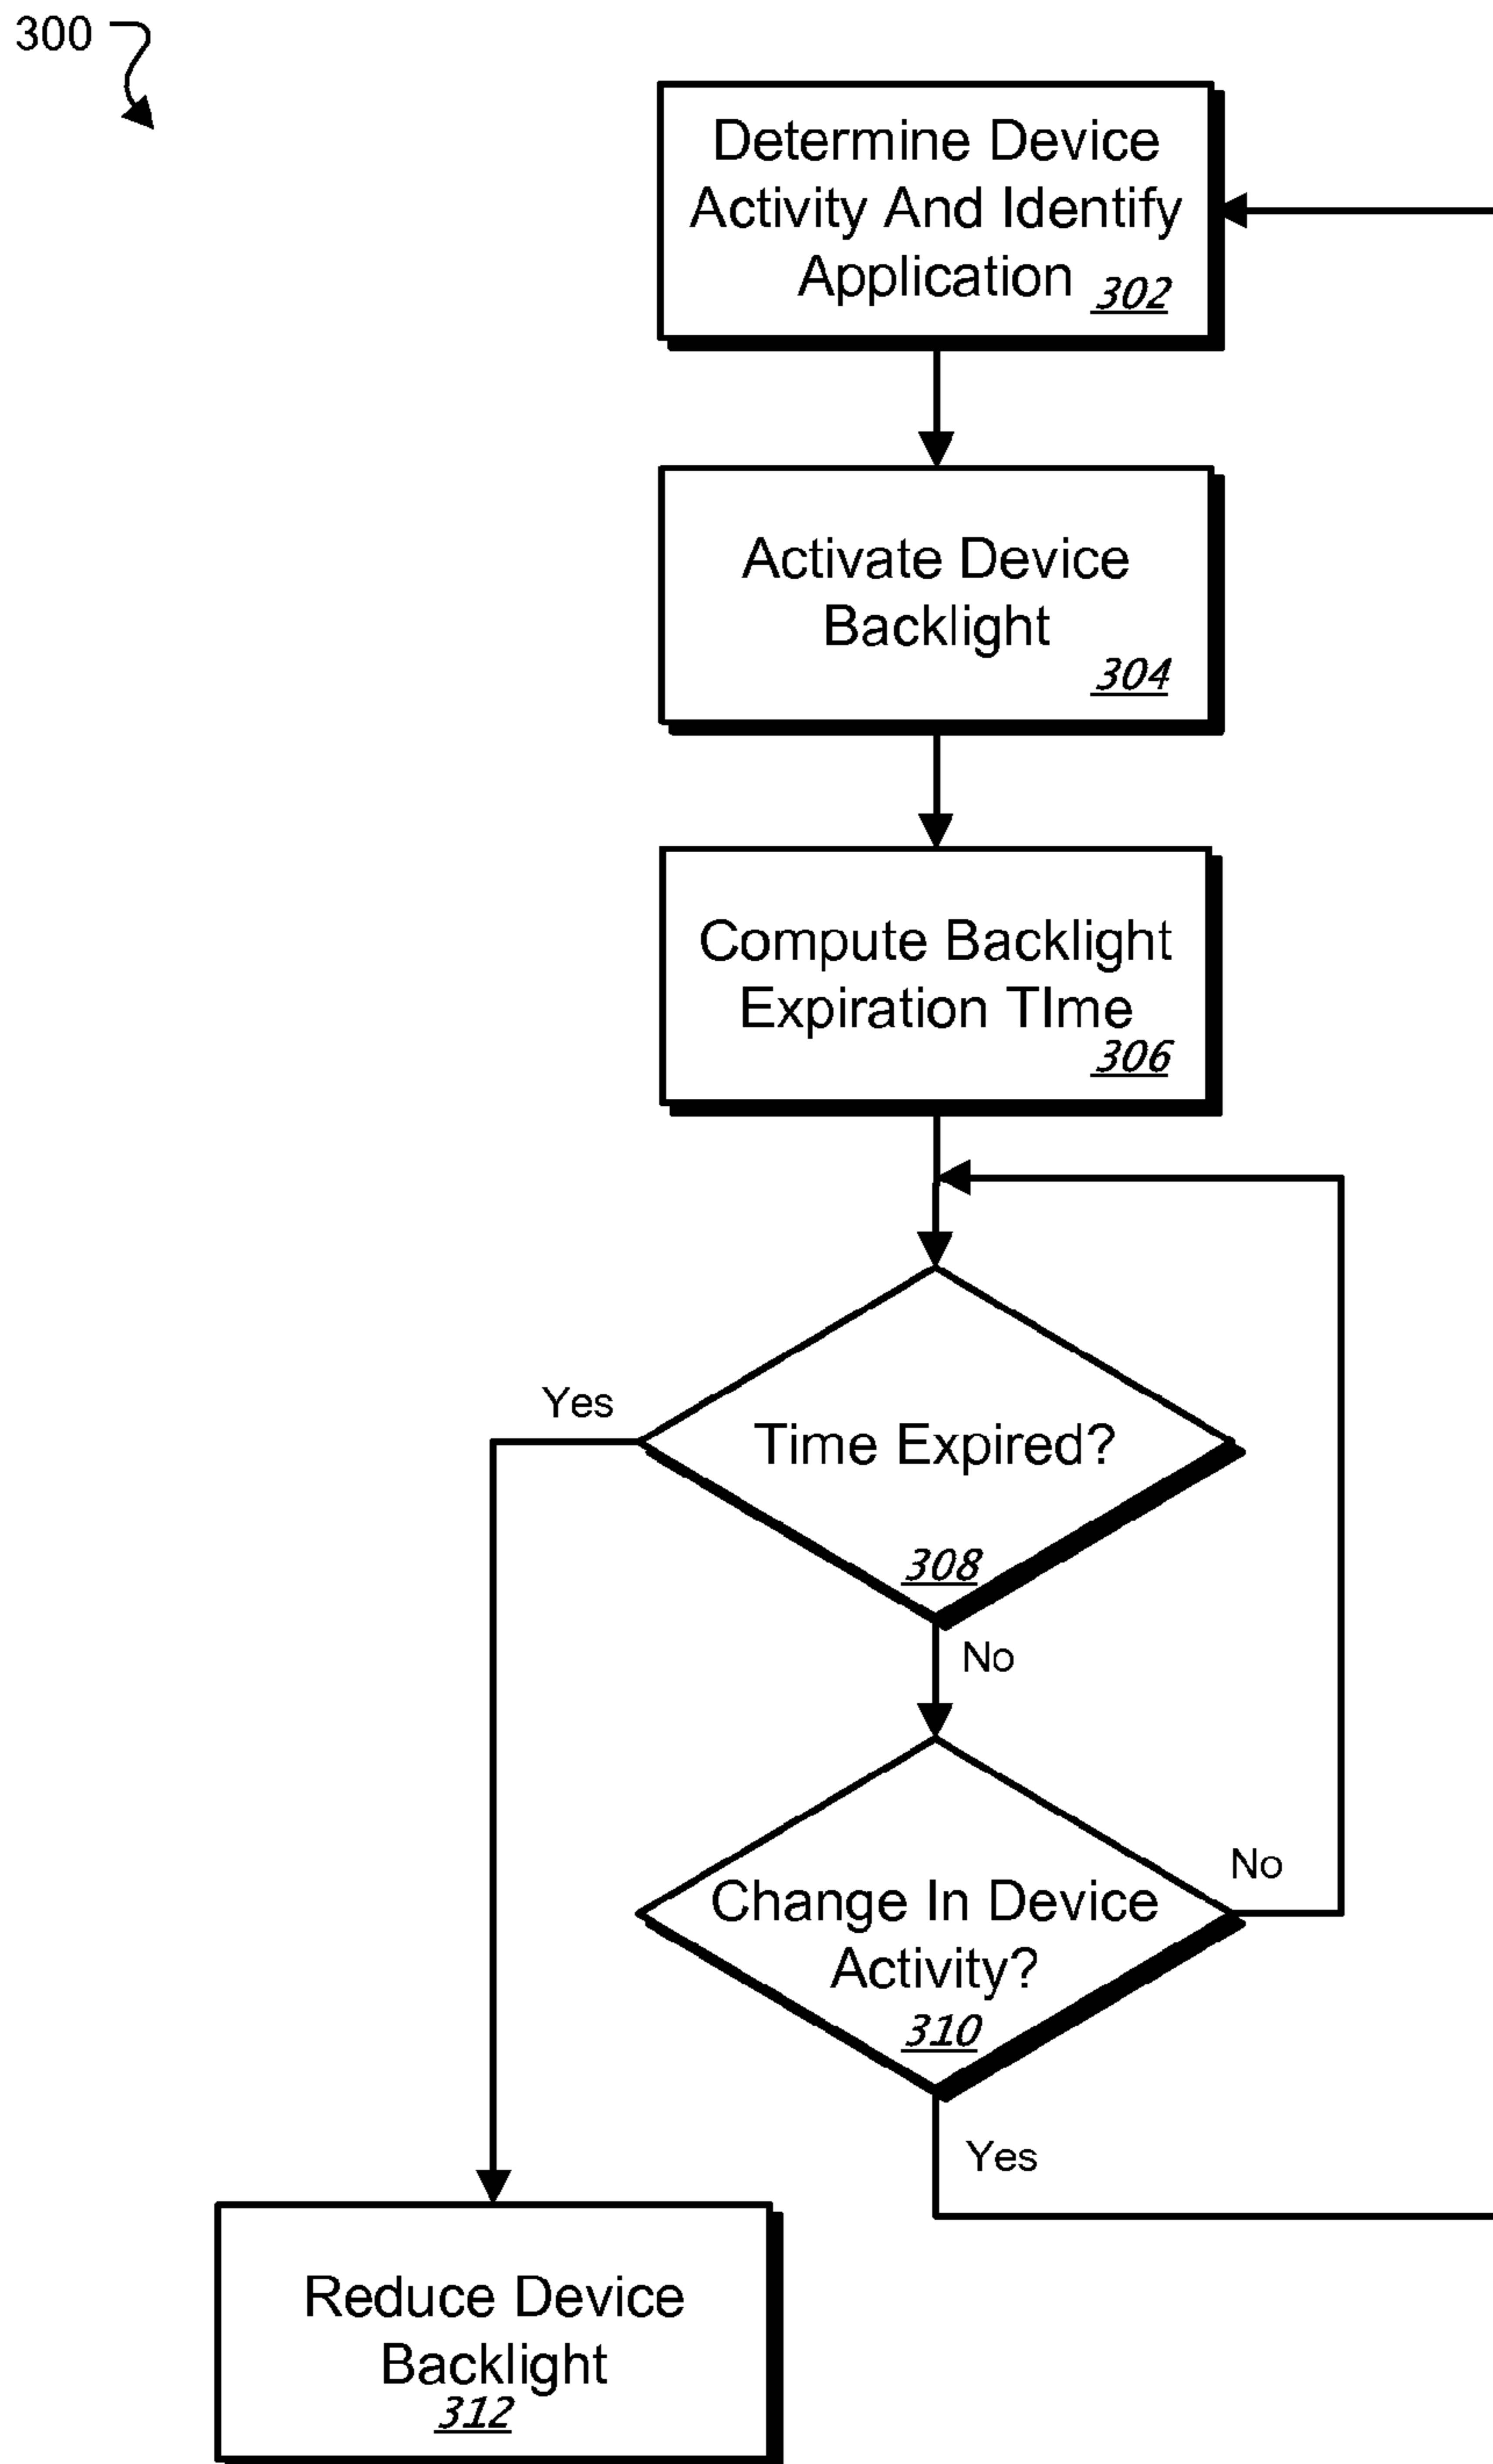 300
Determine Device
Activity And Identify
Application 302
Activate Device
Backlight
304
Compute Backlight
Expiration TIme
306
Yes
Time Expired?
308
No
No
Change In Device
Activity?
310
Yes
Reduce Device
Backlight
312